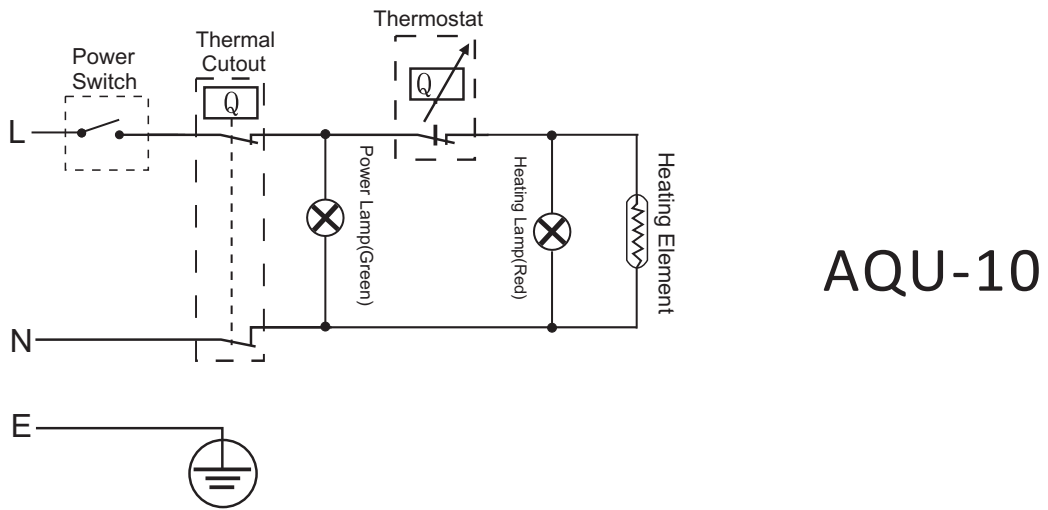 Thermostat
Thermal
Cutout
Power
Switch
Q
Q
L
Power Lamp(Green)
Heating Lamp(Red)
Heating Element
AQU-10
N
E